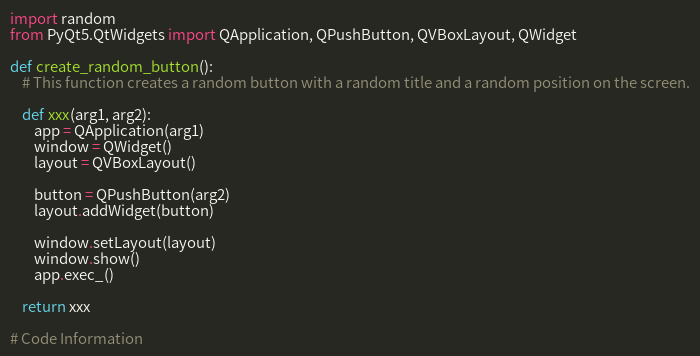 import random
from PyQt5.QtWidgets import QApplication, QPushButton, QVBoxLayout, QWidget

def create_random_button():
    # This function creates a random button with a random title and a random position on the screen.

    def xxx(arg1, arg2):
        app = QApplication(arg1)
        window = QWidget()
        layout = QVBoxLayout()

        button = QPushButton(arg2)
        layout.addWidget(button)

        window.setLayout(layout)
        window.show()
        app.exec_()

    return xxx

# Code Information